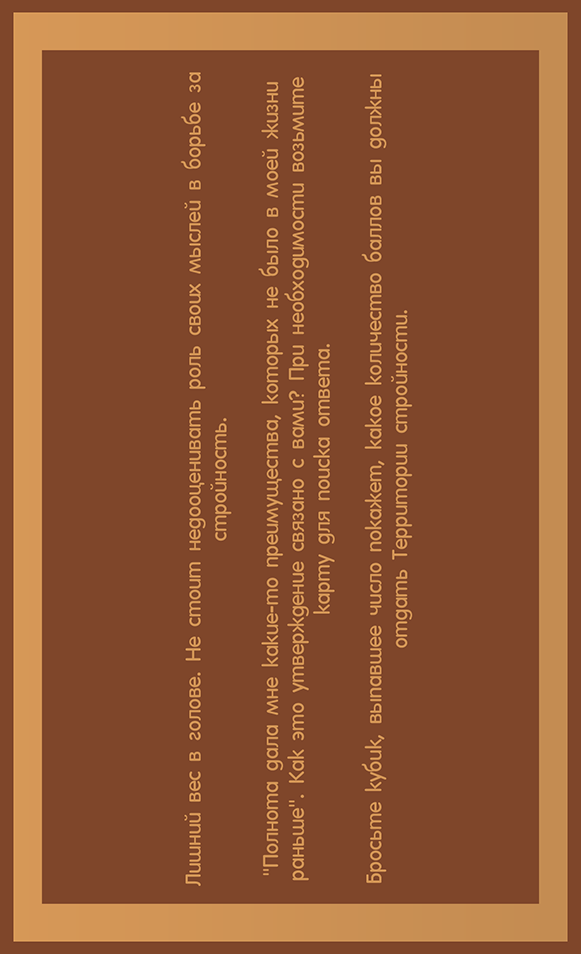 Лишний вес в голове. Не стоит недооценивать роль своих мыслей в борьбе за
стройность.
"Полнота дала мне какие-то преимущества, которых не было в моей жизни
раньше". Как это утверждение связано с вами? При необходимости возьмите
карту для поиска ответа.
Бросьте кубик, выпавшее число покажет, какое количество баллов вы должны
отдать Территории стройности.